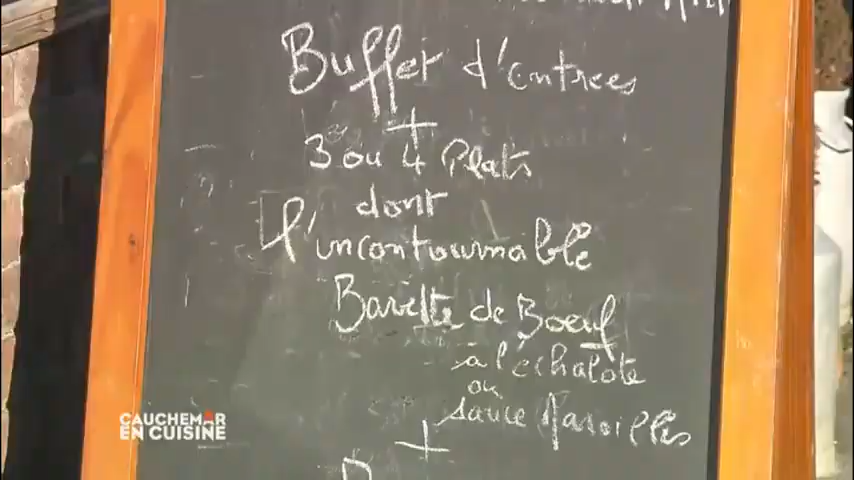 Buffet d'entrees
+
3 ou 4 Plats
dont
l'incontournable
Bavette de Boeuf
à l'échalote
ou
sauce Maroilles
+
CAUCHEMAR
EN CUISINE